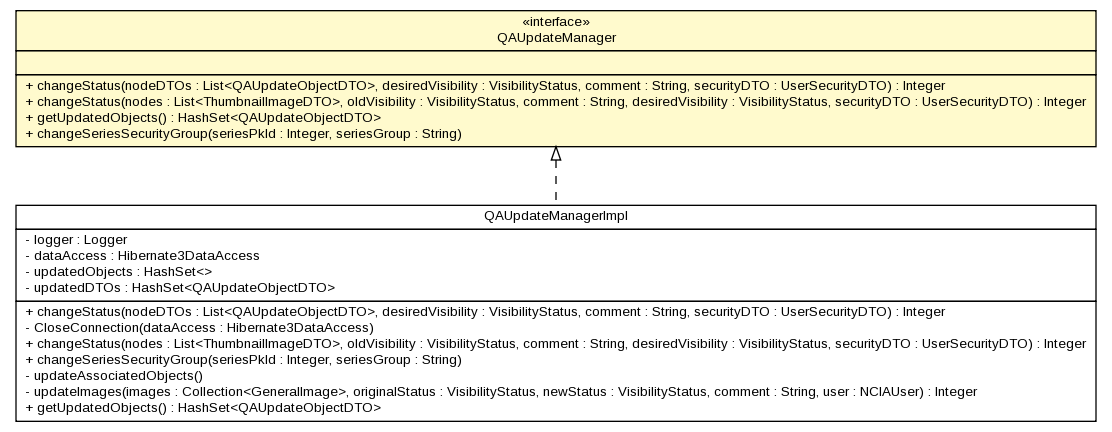 «interface»
QAUpdateManager
+ changeStatus(nodeDTOs : List<QAUpdateObjectDTO>, desiredVisibility : VisibilityStatus, comment : String, securityDTO : UserSecurityDTO) : Integer
+ changeStatus(nodes : List<ThumbnailImageDTO>, oldVisibility : VisibilityStatus, comment : String, desiredVisibility : VisibilityStatus, securityDTO : UserSecurityDTO) : Integer
+ getUpdatedObjects() : HashSet<QAUpdateObjectDTO>
+ changeSeriesSecurityGroup(seriesPkId : Integer, seriesGroup : String)
QAUpdateManagerImpl
- logger : Logger
- dataAccess : Hibernate3DataAccess
- updatedObjects : HashSet<>
- updatedDTOs : HashSet<QAUpdateObjectDTO>
+ changeStatus(nodeDTOs : List<QAUpdateObjectDTO>, desiredVisibility : VisibilityStatus, comment : String, securityDTO : UserSecurityDTO) : Integer
- CloseConnection(dataAccess : Hibernate3DataAccess)
+ changeStatus(nodes : List<ThumbnailImageDTO>, oldVisibility : VisibilityStatus, comment : String, desiredVisibility : VisibilityStatus, securityDTO : UserSecurityDTO) : Integer
+ changeSeriesSecurityGroup(seriesPkId : Integer, seriesGroup : String)
- updateAssociatedObjects()
- updateImages(images : Collection<GeneralImage>, originalStatus : VisibilityStatus, newStatus : VisibilityStatus, comment : String, user : NCIAUser) : Integer
+ getUpdatedObjects() : HashSet<QAUpdateObjectDTO>